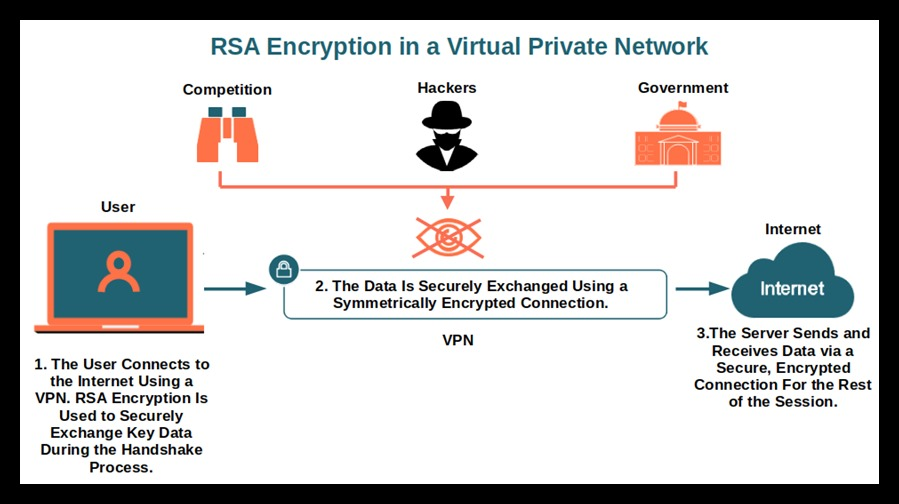 RSA Encryption in a Virtual Private Network
Competition
Hackers
Government
User
Internet
Internet
2. The Data Is Securely Exchanged Using a
Symmetrically Encrypted Connection.
VPN
1. The User Connects to
the Internet Using a
VPN. RSA Encryption Is
Used to Securely
Exchange Key Data
During the Handshake
Process.
3.The Server Sends and
Receives Data via a
Secure, Encrypted
Connection For the Rest
of the Session.